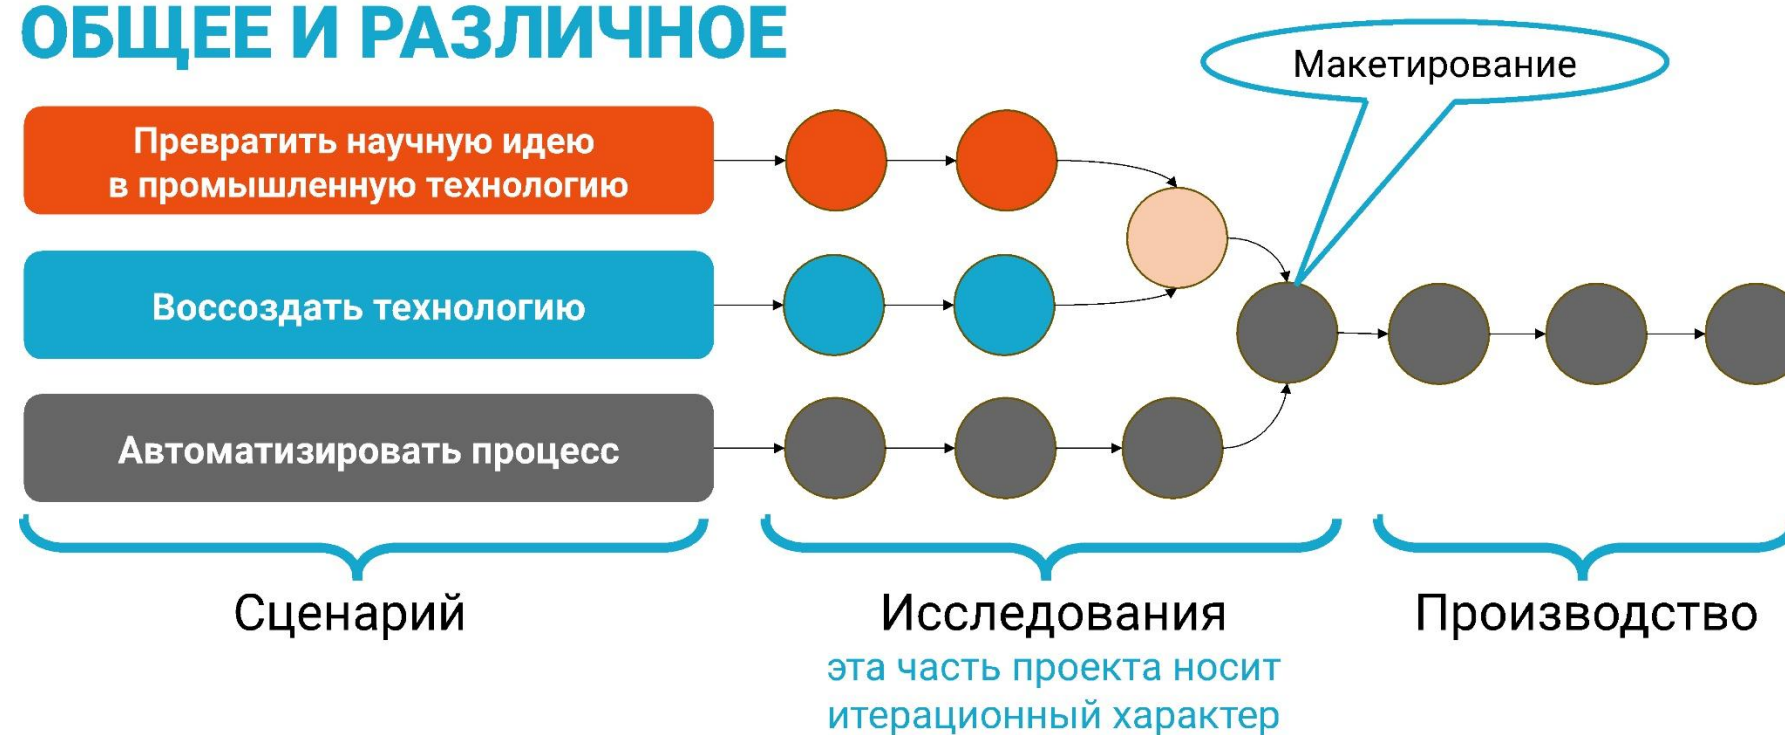 ОБЩЕЕ И РАЗЛИЧНОЕ
Макетирование
Превратить научную идею
в промышленную технологию
Воссоздать технологию
Автоматизировать процесс
Сценарий
Исследования
эта часть проекта носит
итерационный характер
Производство